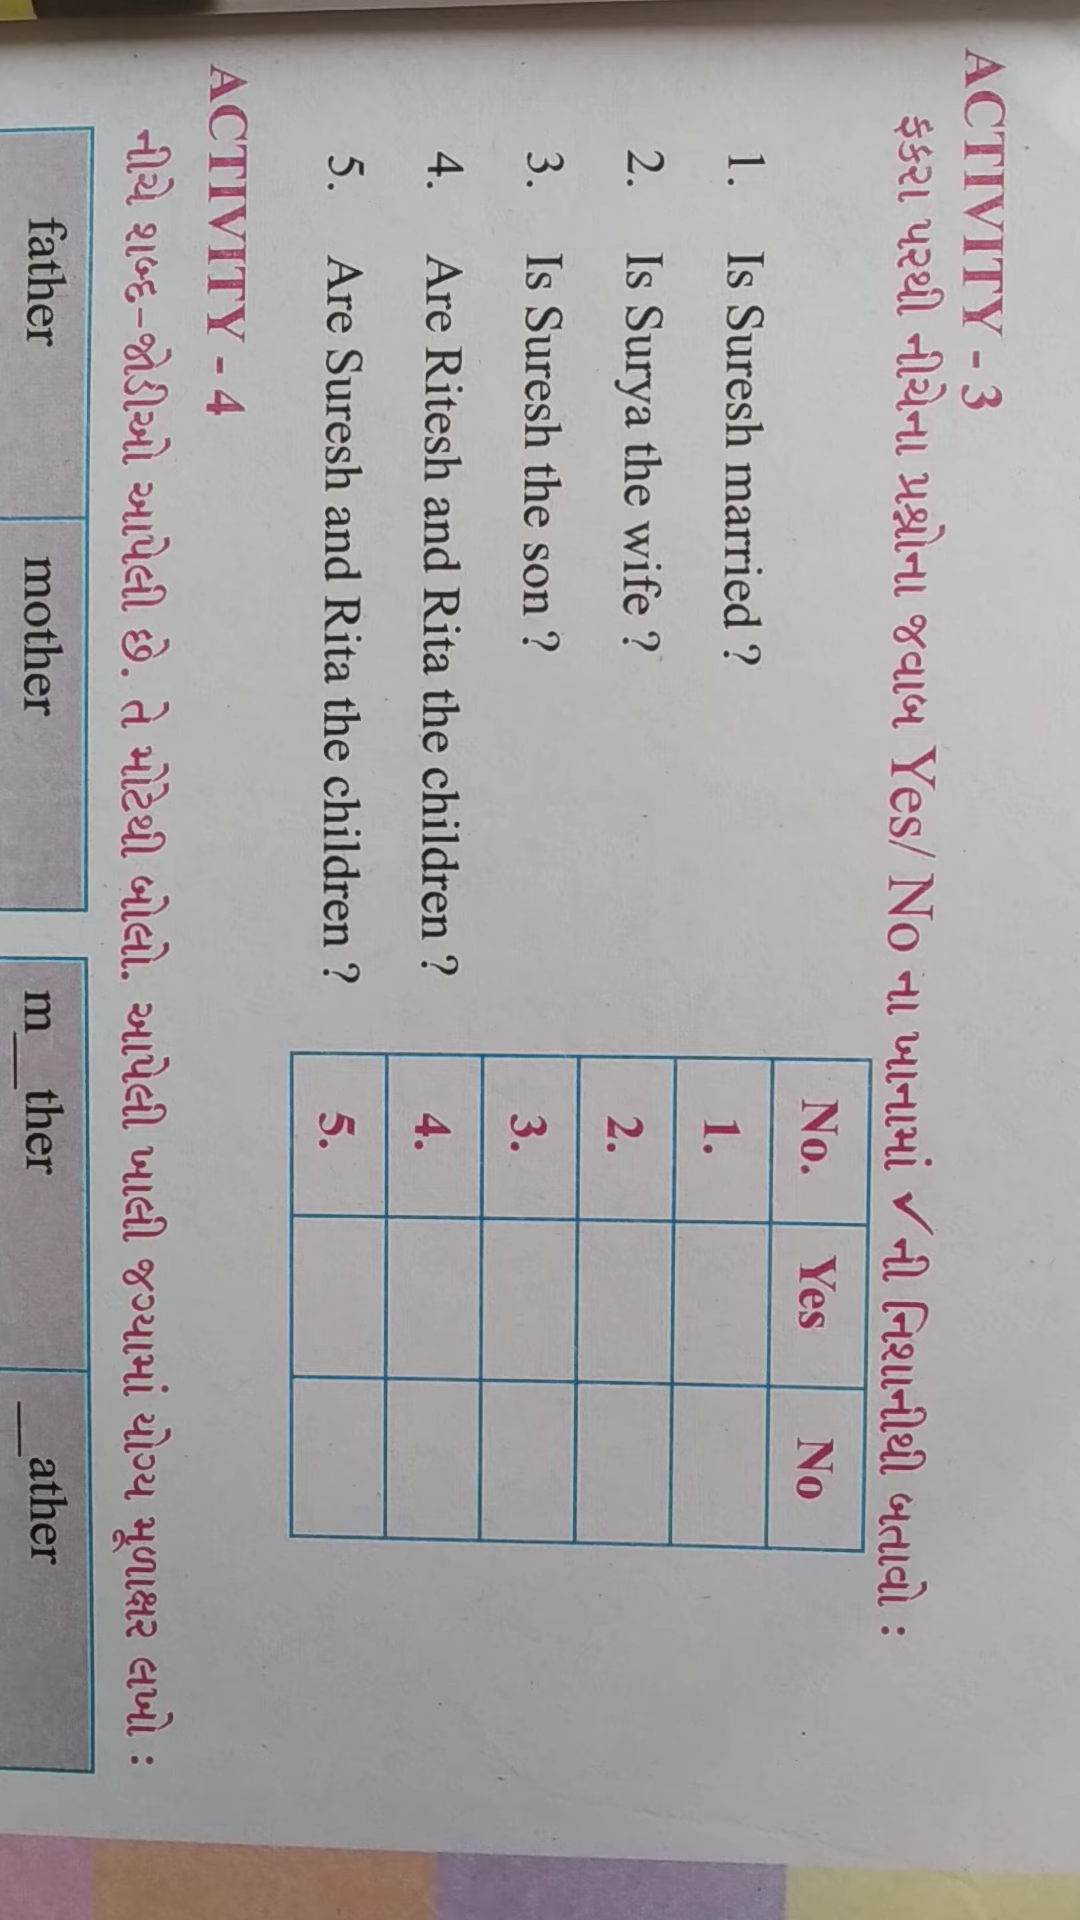 ACTIVITY - 3
ફકરા પરથી નીચેના પ્રશ્નોના જવાબ Yes/ No ના ખાનામાં ✓ ની નિશાનીથી બતાવો :
1. Is Suresh married ?
2. Is Surya the wife ?
3. Is Suresh the son ?
4. Are Ritesh and Rita the children ?
5. Are Suresh and Rita the children ?
No. Yes No
1.
2.
3.
4.
5.
ACTIVITY - 4
નીચે શબ્દ-જોડીઓ આપેલી છે. તે મોટેથી બોલો. આપેલી ખાલી જગ્યામાં યોગ્ય મૂળાક્ષર લખો :
father mother m__ther __ather